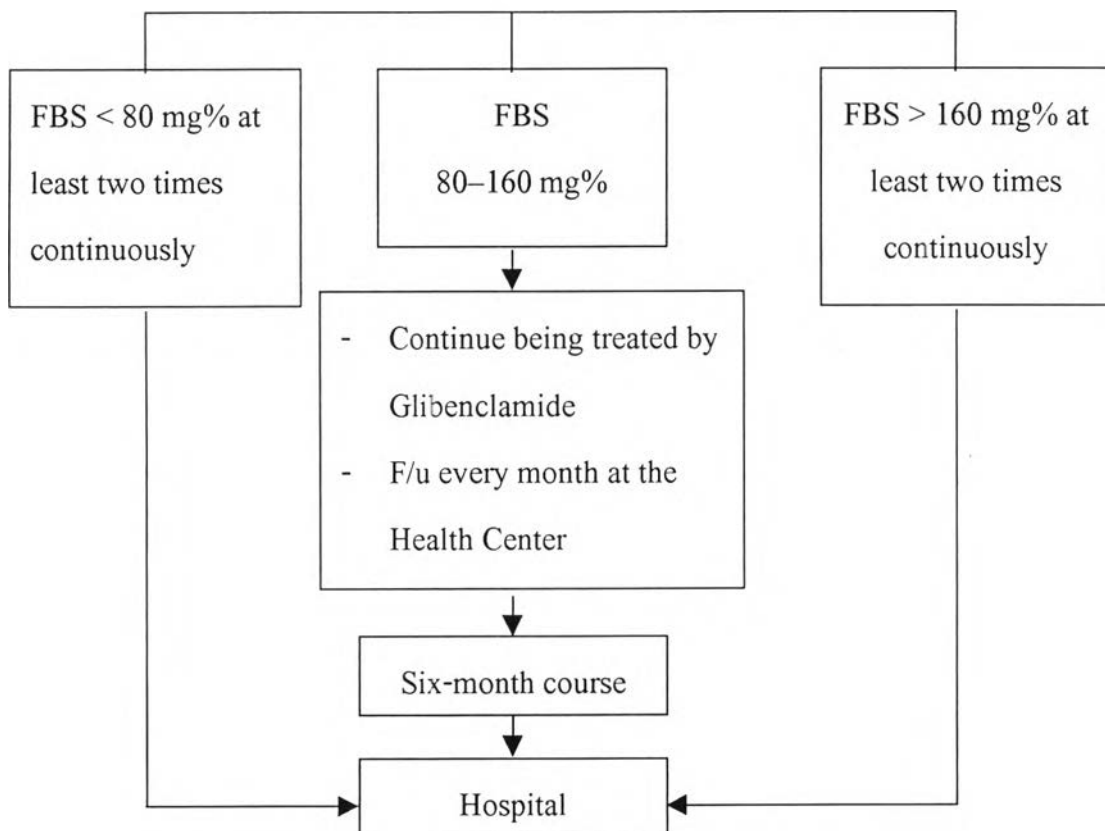 FBS < 80 mg% at
least two times
continuously
FBS
80–160 mg%
FBS > 160 mg% at
least two times
continuously
- Continue being treated by
Glibenclamide
- F/u every month at the
Health Center
Six-month course
Hospital